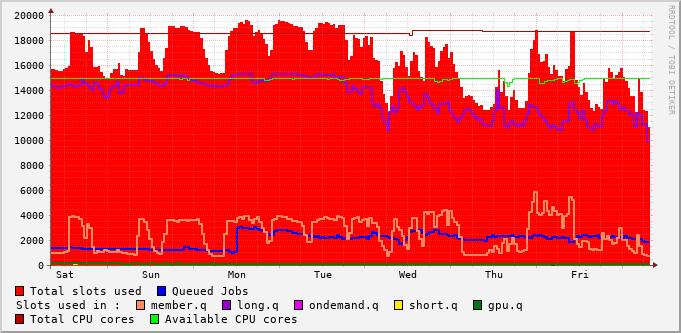 20000
18000
16000
14000
12000
10000
8000
6000
4000
2000
0
Sat Sun Mon Tue Wed Thu Fri
RRDTOOL / TOBI OETIKER
Total slots used Queued Jobs
Slots used in : member.q long.q ondemand.q short.q gpu.q
Total CPU cores Available CPU cores